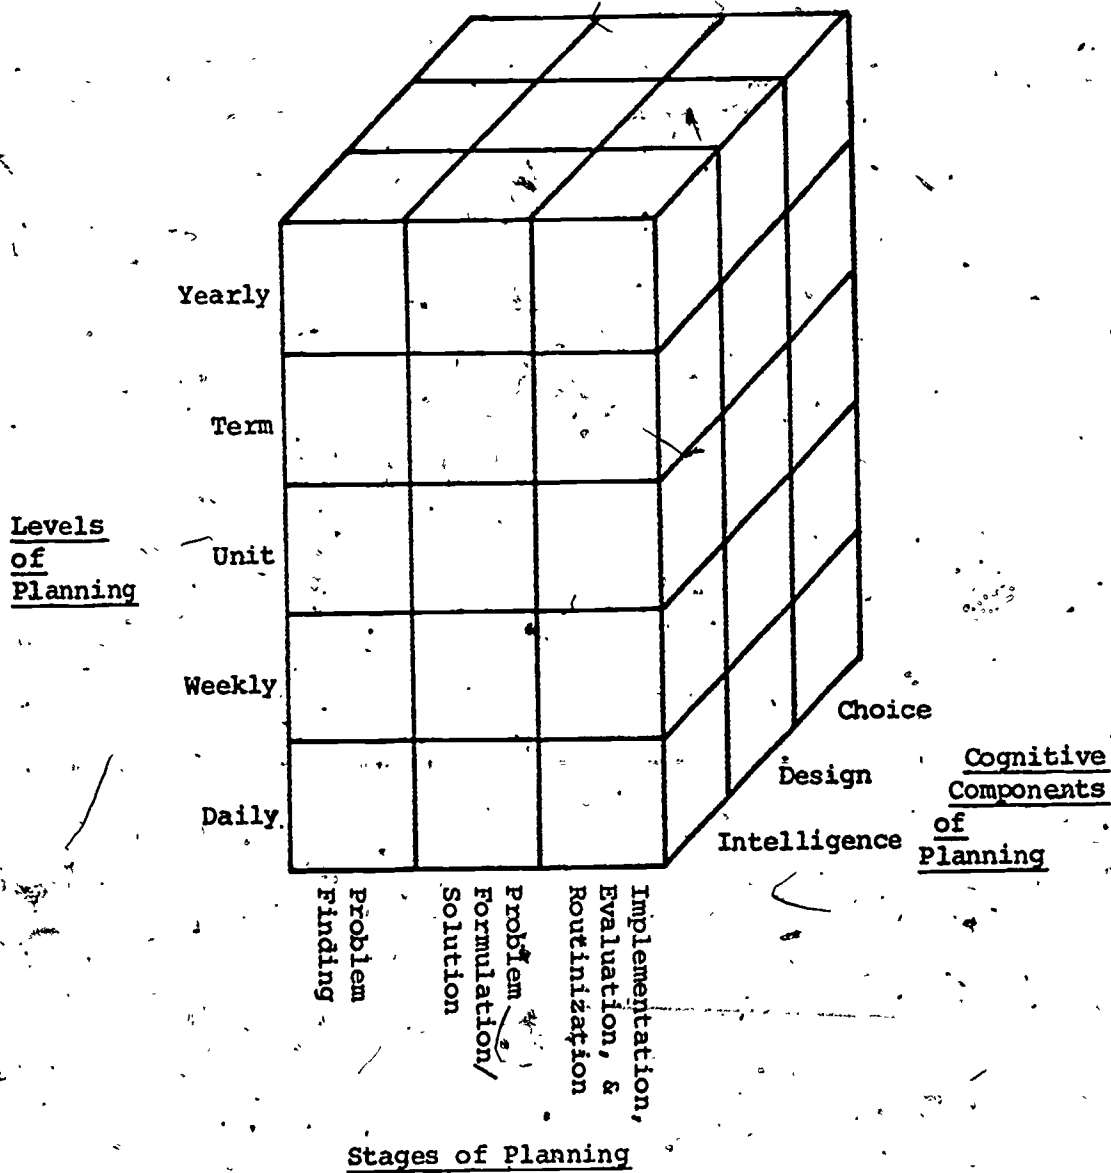 Yearly
Term
Levels
of
Planning
Unit
Weekly
Daily
Choice
Design
Intelligence
Cognitive
Components
of
Planning
Problem
Finding
Problem
Formulation/
Solution
Implementation,
Evaluation, &
Routinization
Stages of Planning